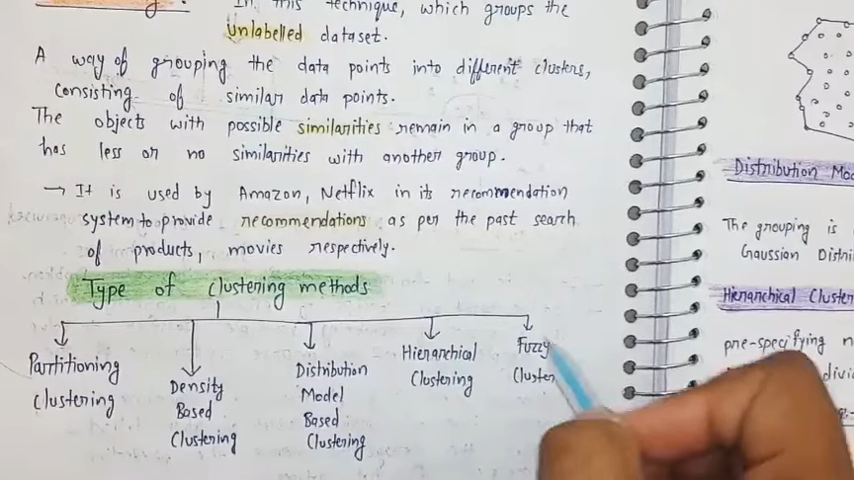 In this technique, which groups the
unlabelled dataset.
A way of grouping the data points into different clusters,
consisting of similar data points.
The objects with possible similarities remain in a group that
has less or no similarities with another group.
→ It is used by Amazon, Netflix in its recommendation
system to provide recommendations as per the past search
of products, movies respectively.
Type of clustering methods
Partitioning
Clustering
Density
Based
Clustering
Distribution
Model
Based
Clustering
Hierarchical
Clustering
Fuzzy
Cluster
Distribution Mod
The grouping is
Gaussian Distri
Hierarchical Cluster
pre-specifying n